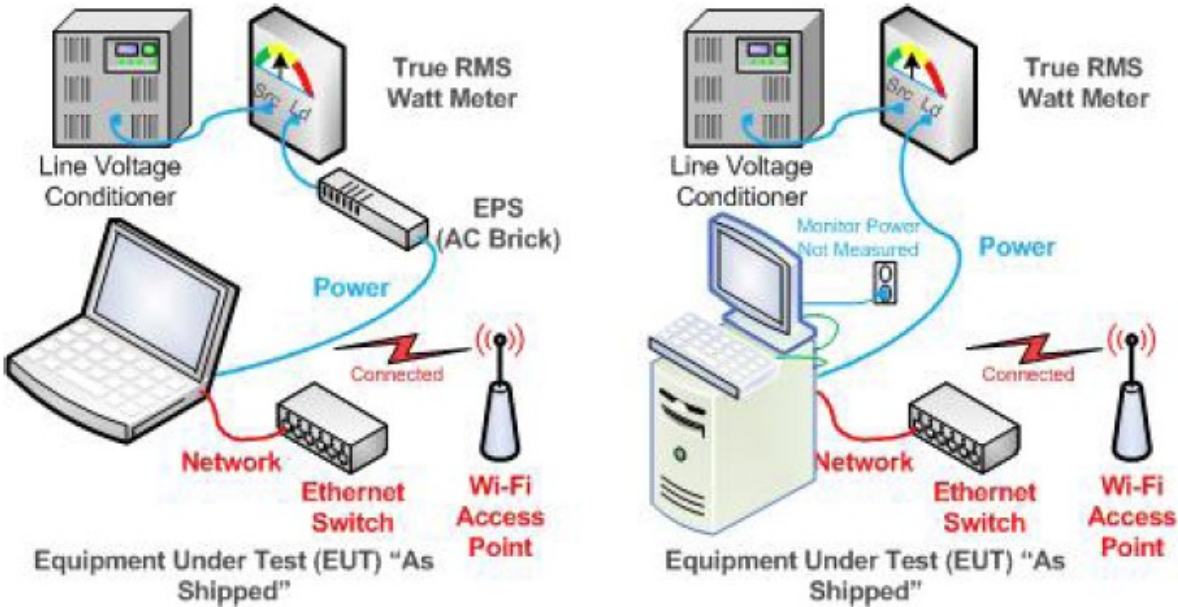 True RMS
Watt Meter
Src Ld
Line Voltage
Conditioner
EPS
(AC Brick)
Power
Connected
Network
Ethernet
Switch
Wi-Fi
Access
Point
Equipment Under Test (EUT) “As
Shipped”
True RMS
Watt Meter
Src Ld
Line Voltage
Conditioner
Monitor Power
Not Measured
Power
Connected
Network
Ethernet
Switch
Wi-Fi
Access
Point
Equipment Under Test (EUT) “As
Shipped”